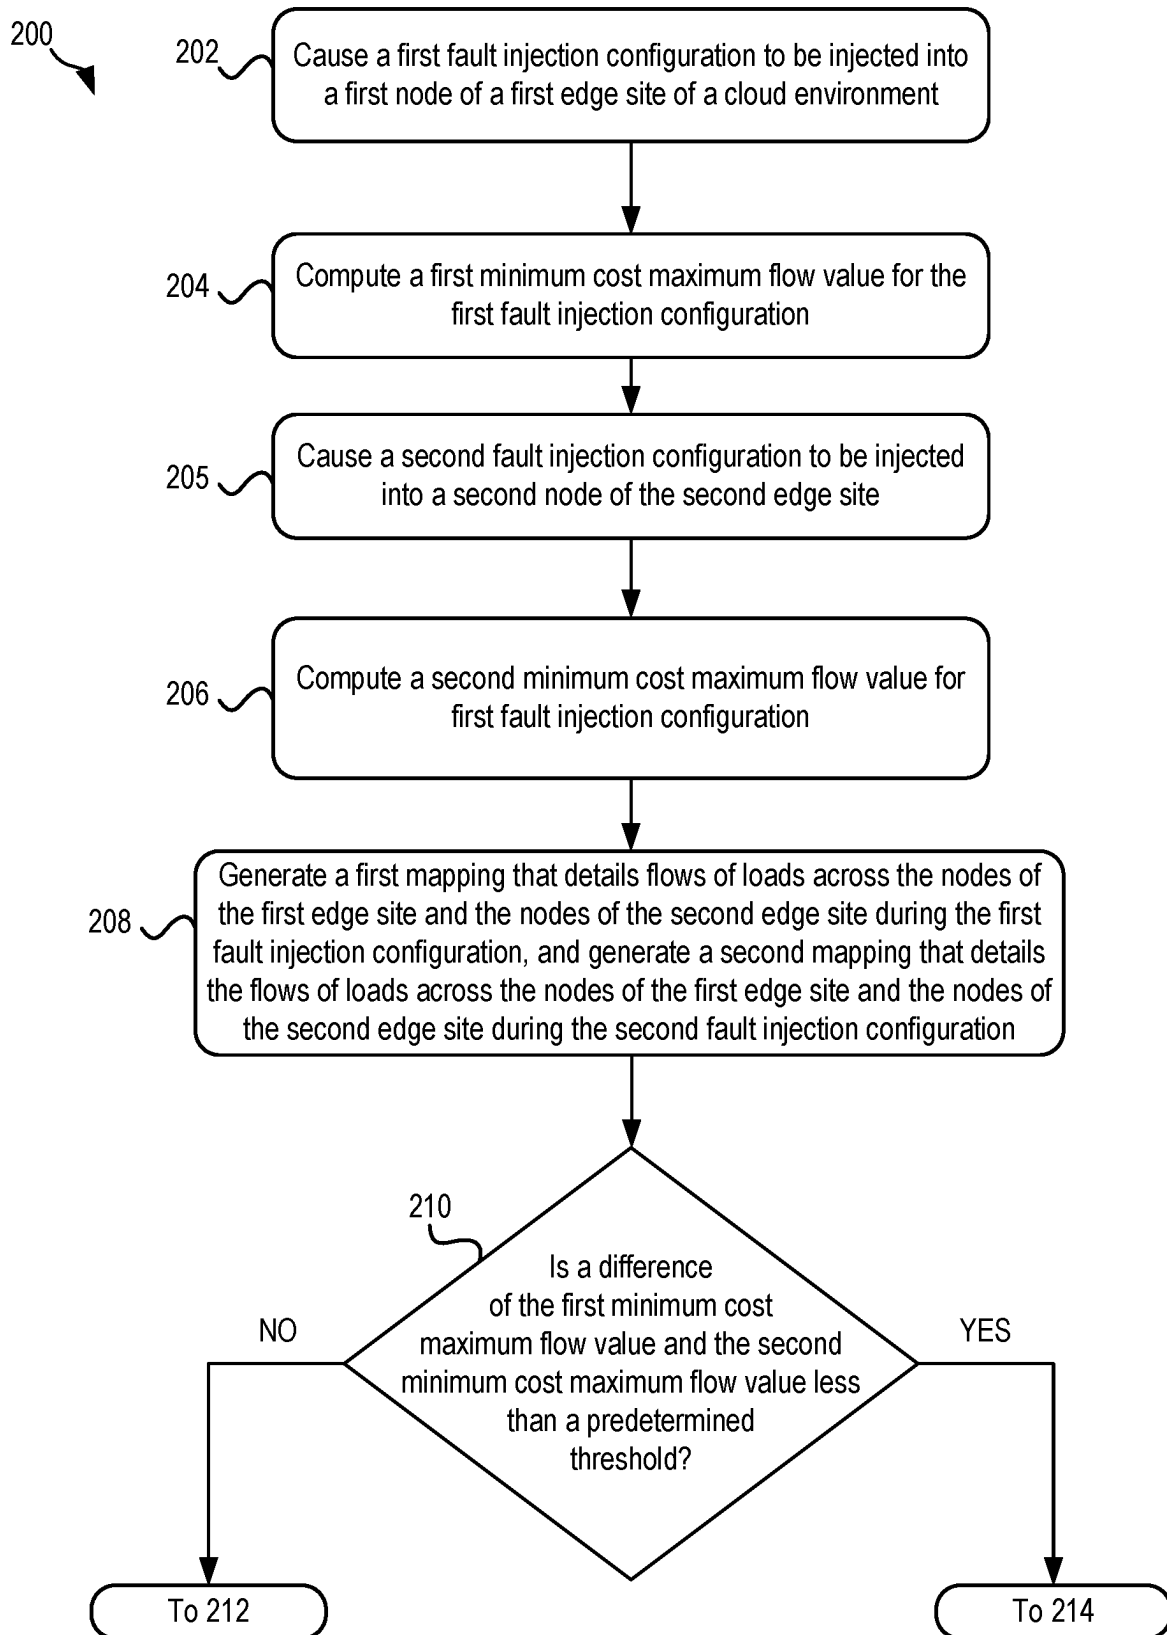 200
202
Cause a first fault injection configuration to be injected into
a first node of a first edge site of a cloud environment
204
Compute a first minimum cost maximum flow value for the
first fault injection configuration
205
Cause a second fault injection configuration to be injected
into a second node of the second edge site
206
Compute a second minimum cost maximum flow value for
first fault injection configuration
208
Generate a first mapping that details flows of loads across the nodes of
the first edge site and the nodes of the second edge site during the first
fault injection configuration, and generate a second mapping that details
the flows of loads across the nodes of the first edge site and the nodes of
the second edge site during the second fault injection configuration
210
Is a difference
of the first minimum cost
maximum flow value and the second
minimum cost maximum flow value less
than a predetermined
threshold?
NO
YES
To 212
To 214